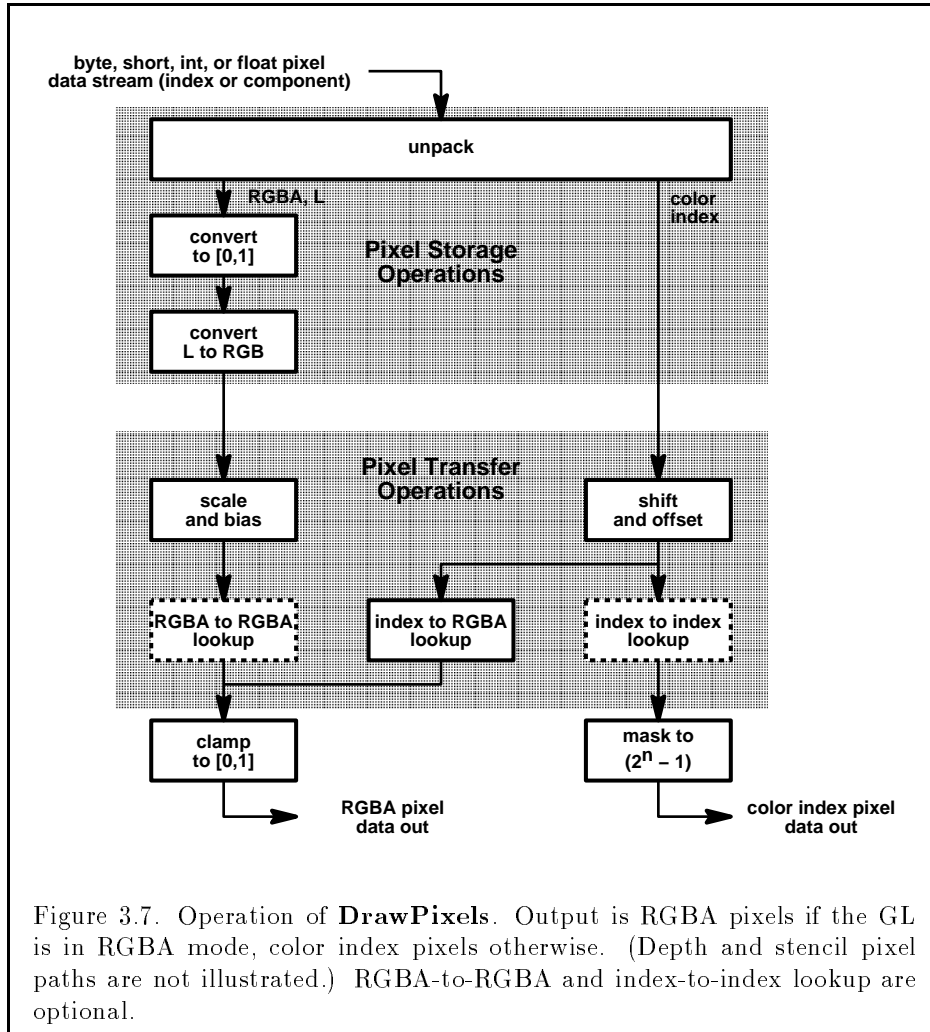 byte, short, int, or float pixel
data stream (index or component)
unpack
RGBA, L
color
index
convert
to [0,1]
Pixel Storage
Operations
convert
L to RGB
Pixel Transfer
Operations
scale
and bias
shift
and offset
RGBA to RGBA
lookup
index to RGBA
lookup
index to index
lookup
clamp
to [0,1]
mask to
(2^n − 1)
RGBA pixel
data out
color index pixel
data out
Figure 3.7. Operation of DrawPixels. Output is RGBA pixels if the GL
is in RGBA mode, color index pixels otherwise. (Depth and stencil pixel
paths are not illustrated.) RGBA-to-RGBA and index-to-index lookup are
optional.